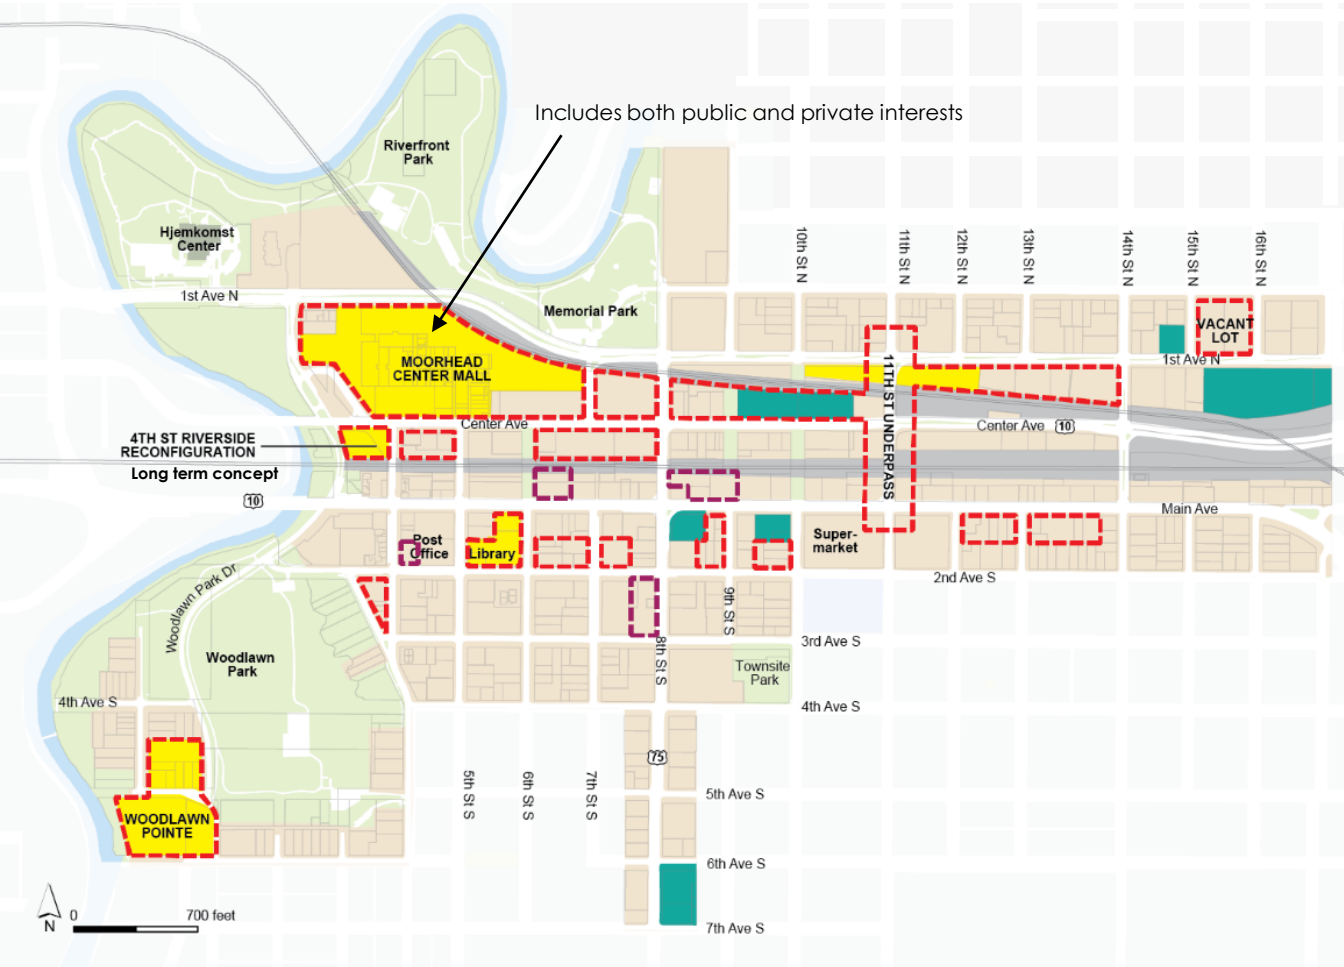 Includes both public and private interests
Riverfront
Park
Hjemkomst
Center
10th St N
11th St N
12th St N
13th St N
14th St N
15th St N
16th St N
1st Ave N
Memorial Park
VACANT
LOT
1st Ave N
MOORHEAD
CENTER MALL
11TH ST UNDERPASS
Center Ave
Center Ave
10
4TH ST RIVERSIDE
RECONFIGURATION
Long term concept
10
Main Ave
Post
Office
Library
Super-
market
2nd Ave S
Woodlawn Park Dr
9th St S
3rd Ave S
8th St S
Woodlawn
Park
Townsite
Park
4th Ave S
4th Ave S
75
5th St S
6th St S
7th St S
5th Ave S
WOODLAWN
POINTE
6th Ave S
N
0
700 feet
7th Ave S